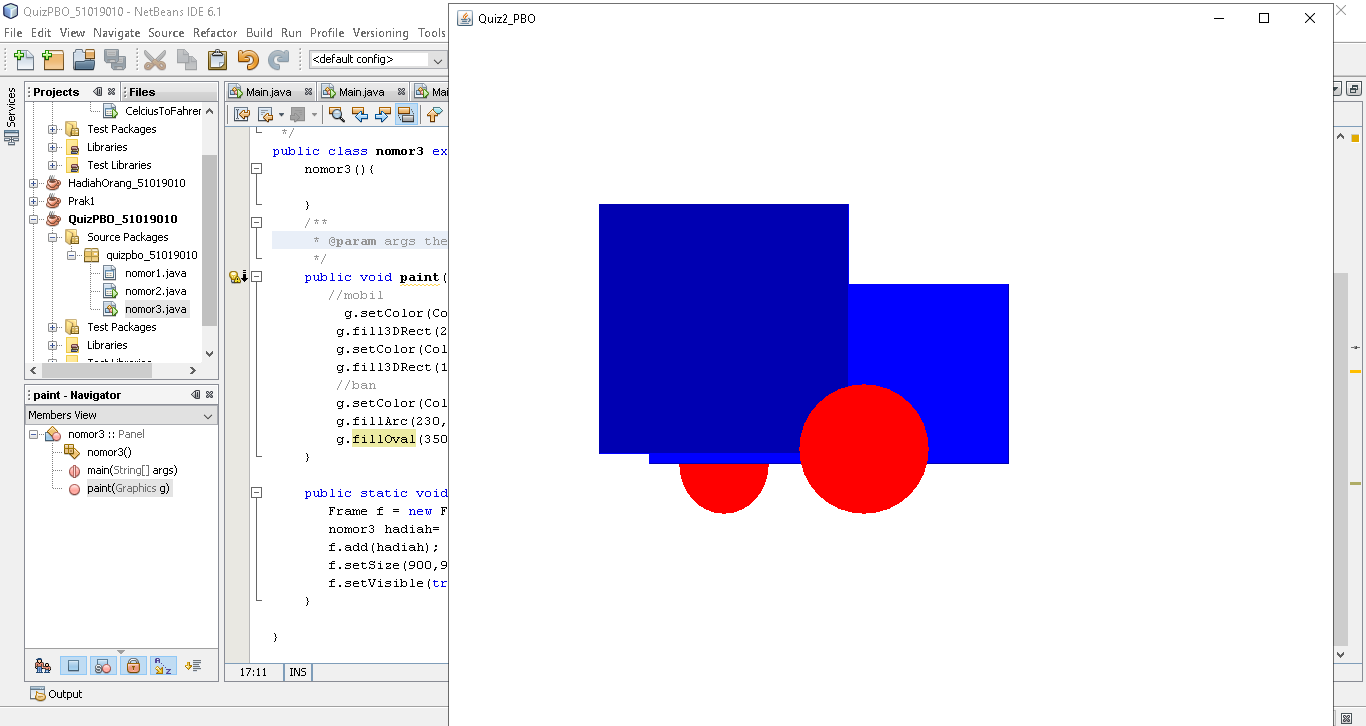 QuizPBO_51019010 - NetBeans IDE 6.1
File Edit View Navigate Source Refactor Build Run Profile Versioning Tools
<default config>
Services
Projects
Files
CelciusToFahrer
Test Packages
Libraries
Test Libraries
HadiahOrang_51019010
Prak1
QuizPBO_51019010
Source Packages
quizpbo_51019010
nomor1.java
nomor2.java
nomor3.java
Test Packages
Libraries
paint - Navigator
Members View
nomor3 :: Panel
nomor3()
main(String[] args)
paint(Graphics g)
Output
Main.java
Main.java
Mai
*/
public class nomor3 ex
nomor3(){
}
/**
* @param args the
*/
public void paint(
//mobil
g.setColor(Co
g.fill3DRect(2
g.setColor(Col
g.fill3DRect(1
//ban
g.setColor(Col
g.fillArc(230,
g.fillOval(350
}
public static void
Frame f = new F
nomor3 hadiah=
f.add(hadiah);
f.setSize(900,9
f.setVisible(tr
}
}
17:11
INS
Quiz2_PBO